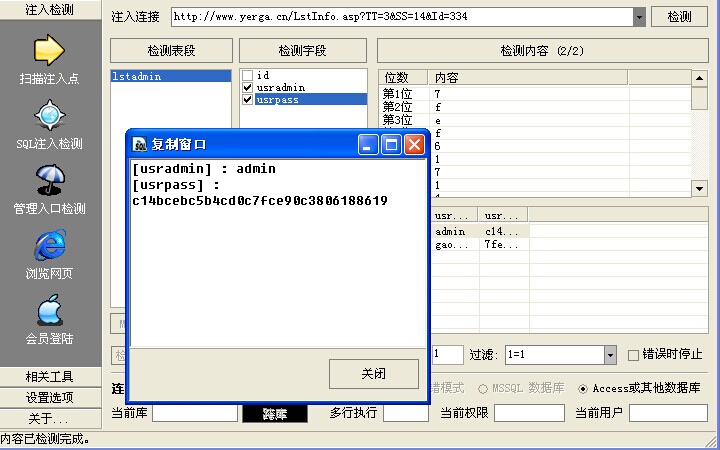 注入检测
注入连接
http://www.yerga.cn/LstInfo.asp?TT=3&SS=14&Id=334
检测
检测表段
检测字段
检测内容 (2/2)
扫描注入点
SQL注入检测
管理入口检测
浏览网页
会员登陆
相关工具
设置选项
关于...
lstadmin
id
usradmin
usrpass
位数 内容
第1位 7
第2位 f
第3位 e
f
6
1
7
1
复制窗口
[usradmin] : admin
[usrpass] :
c14bcebc5b4cd0c7fce90c3806188619
关闭
usr... usr...
admin c14...
gao... 7fe...
1 过滤: 1=1 错误时停止
错模式 MSSQL 数据库 Access或其他数据库
当前库 跨库 多行执行 当前权限 当前用户
内容已检测完成。